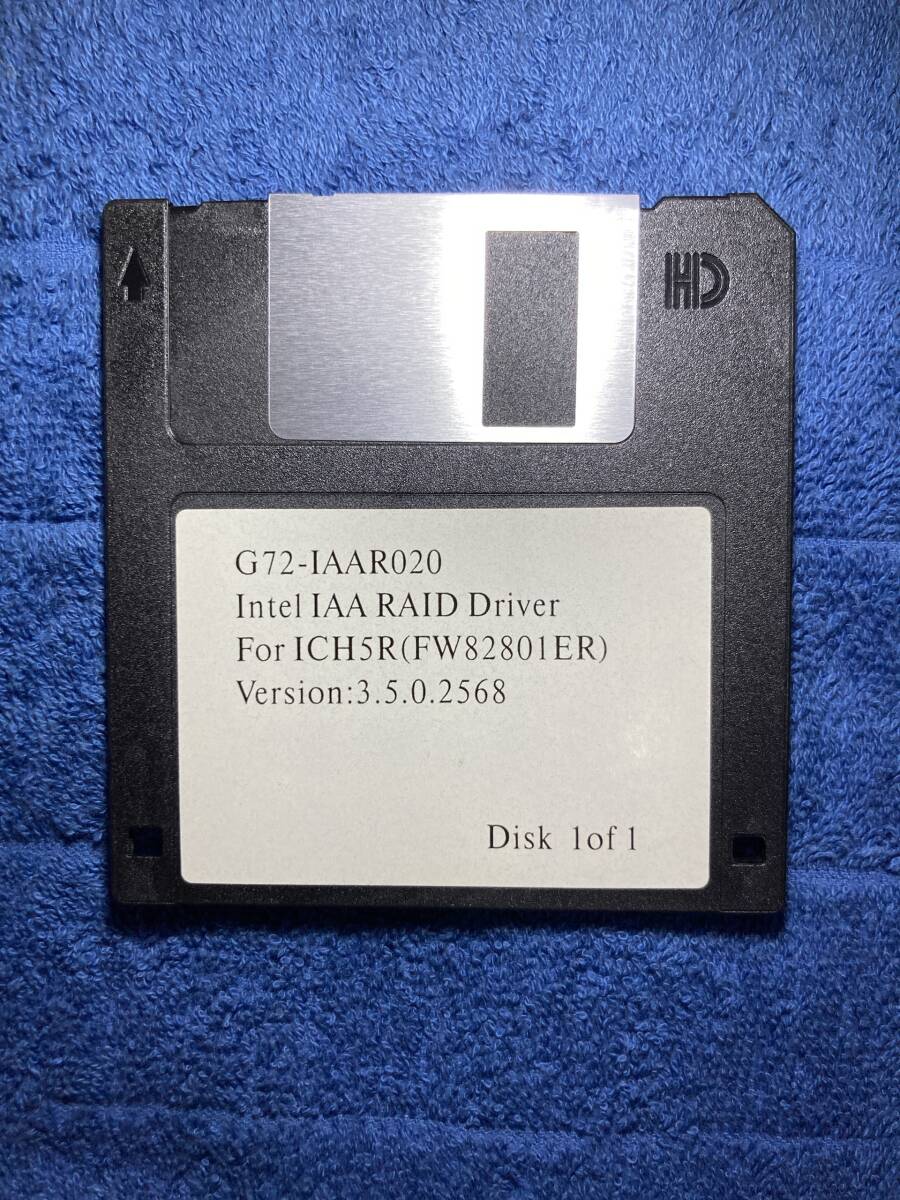 HD
G72-IAAR020
Intel IAA RAID Driver
For ICH5R(FW82801ER)
Version:3.5.0.2568
Disk 1of 1